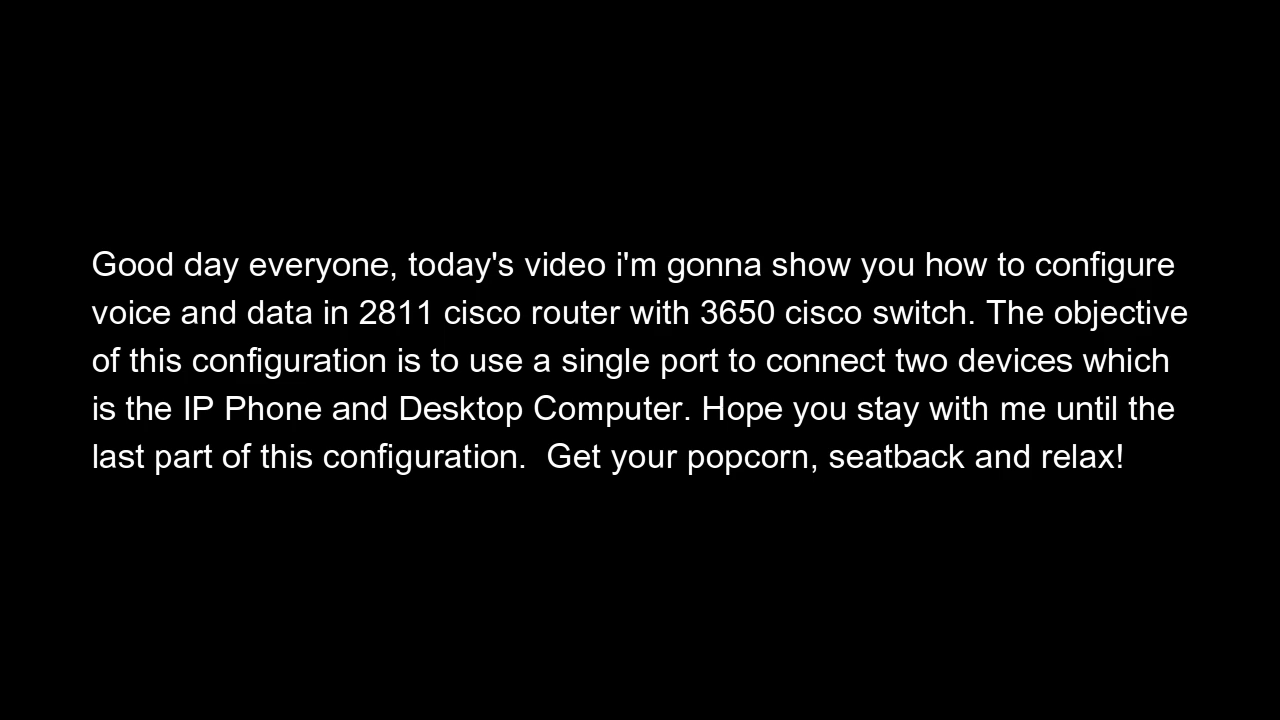 Good day everyone, today's video i'm gonna show you how to configure
voice and data in 2811 cisco router with 3650 cisco switch. The objective
of this configuration is to use a single port to connect two devices which
is the IP Phone and Desktop Computer. Hope you stay with me until the
last part of this configuration.  Get your popcorn, seatback and relax!